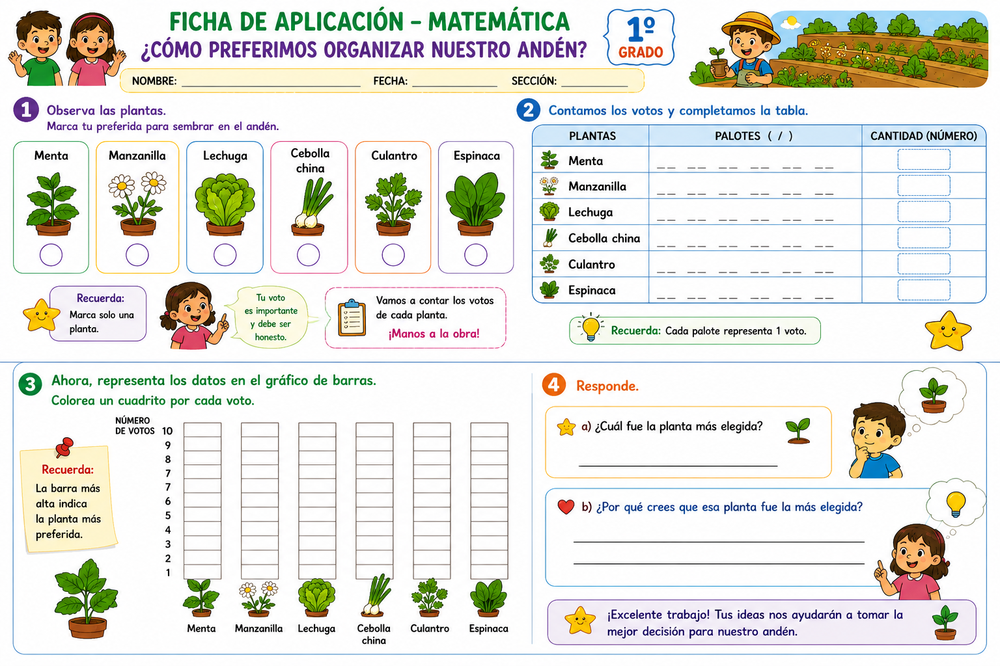 FICHA DE APLICACIÓN – MATEMÁTICA
¿CÓMO PREFERIMOS ORGANIZAR NUESTRO ANDÉN?
1º
GRADO
NOMBRE: FECHA: SECCIÓN:
1 Observa las plantas.
Marca tu preferida para sembrar en el andén.
Menta
Manzanilla
Lechuga
Cebolla
china
Culantro
Espinaca
Recuerda:
Marca solo una
planta.
Tu voto
es importante
y debe ser
honesto.
Vamos a contar los votos
de cada planta.
¡Manos a la obra!
2 Contamos los votos y completamos la tabla.
PLANTAS PALOTES ( / ) CANTIDAD (NÚMERO)
Menta
Manzanilla
Lechuga
Cebolla china
Culantro
Espinaca
Recuerda: Cada palote representa 1 voto.
3 Ahora, representa los datos en el gráfico de barras.
Colorea un cuadrito por cada voto.
NÚMERO
DE VOTOS 10
9
8
7
7
6
5
4
3
2
1
Menta Manzanilla Lechuga Cebolla Culantro Espinaca
china
Recuerda:
La barra más
alta indica
la planta más
preferida.
4 Responde.
a) ¿Cuál fue la planta más elegida?
b) ¿Por qué crees que esa planta fue la más elegida?
¡Excelente trabajo! Tus ideas nos ayudarán a tomar la
mejor decisión para nuestro andén.